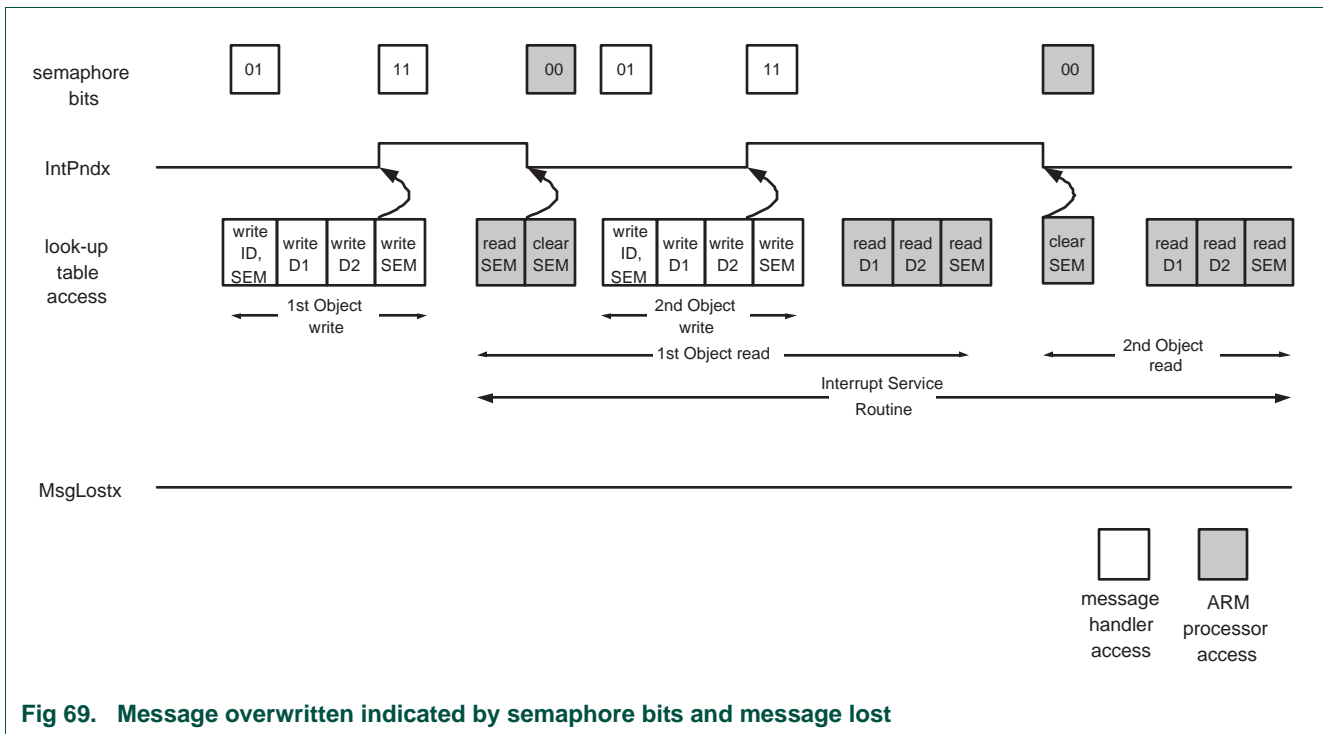 semaphore
bits
01
11
00
01
11
00
IntPndx
look-up
table
access
write
ID,
SEM
write
D1
write
D2
write
SEM
read
SEM
clear
SEM
write
ID,
SEM
write
D1
write
D2
write
SEM
read
D1
read
D2
read
SEM
clear
SEM
read
D1
read
D2
read
SEM
1st Object
write
2nd Object
write
1st Object read
2nd Object
read
Interrupt Service
Routine
MsgLostx
message
handler
access
ARM
processor
access
Fig 69. Message overwritten indicated by semaphore bits and message lost